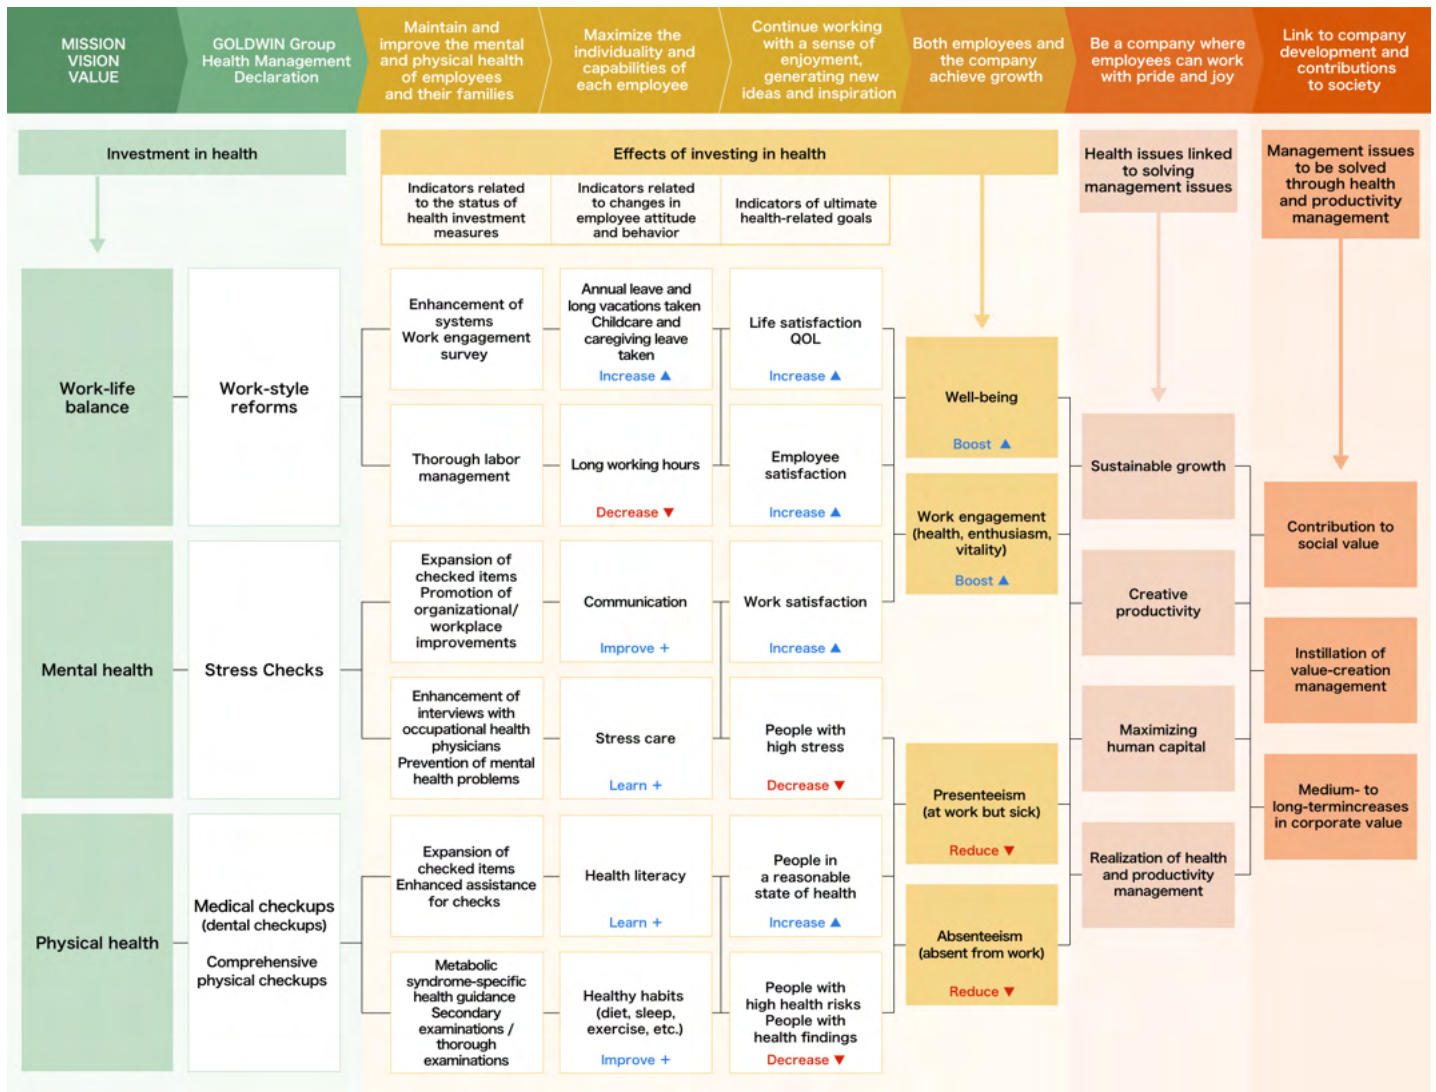 MISSION
VISION
VALUE
GOLDWIN Group
Health Management
Declaration
Maintain and
improve the mental
and physical health
of employees
and their families
Maximize the
individuality and
capabilities of
each employee
Continue working
with a sense of
enjoyment,
generating new
ideas and inspiration
Both employees and
the company
achieve growth
Be a company where
employees can work
with pride and joy
Link to company
development and
contributions
to society
Investment in health
Effects of investing in health
Health issues linked
to solving
management issues
Management issues
to be solved
through health
and productivity
management
Indicators related
to the status of
health investment
measures
Indicators related
to changes in
employee attitude
and behavior
Indicators of ultimate
health-related goals
Work-life
balance
Work-style
reforms
Enhancement of
systems
Work engagement
survey
Annual leave and
long vacations taken
Childcare and
caregiving leave
taken
Increase ▲
Life satisfaction
QOL
Increase ▲
Thorough labor
management
Long working hours
Decrease ▼
Employee
satisfaction
Increase ▲
Well-being
Boost ▲
Work engagement
(health, enthusiasm,
vitality)
Boost ▲
Mental health
Stress Checks
Expansion of
checked items
Promotion of
organizational/
workplace
improvements
Communication
Improve +
Work satisfaction
Increase ▲
Enhancement of
interviews with
occupational health
physicians
Prevention of mental
health problems
Stress care
Learn +
People with
high stress
Decrease ▼
Physical health
Medical checkups
(dental checkups)
Comprehensive
physical checkups
Expansion of
checked items
Enhanced assistance
for checks
Health literacy
Learn +
People in
a reasonable
state of health
Increase ▲
Metabolic
syndrome-specific
health guidance
Secondary
examinations /
thorough
examinations
Healthy habits
(diet, sleep,
exercise, etc.)
Improve +
People with
high health risks
People with
health findings
Decrease ▼
Presenteeism
(at work but sick)
Reduce ▼
Absenteeism
(absent from work)
Reduce ▼
Sustainable growth
Creative
productivity
Maximizing
human capital
Realization of health
and productivity
management
Contribution to
social value
Instillation of
value-creation
management
Medium- to
long-termincreases
in corporate value